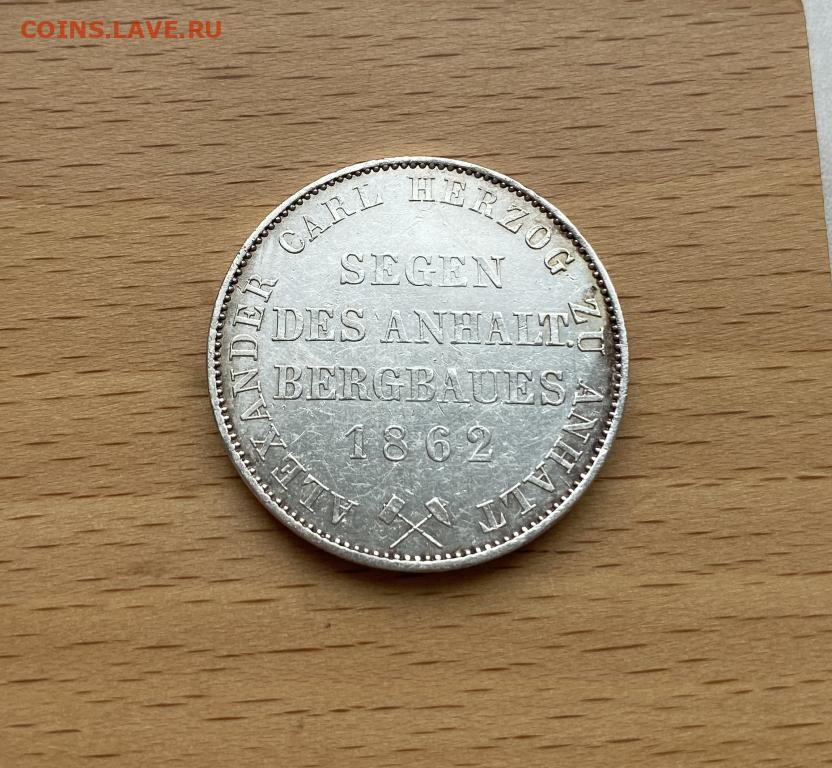 COINS.LAVE.RU
ALEXANDER CARL HERZOG ZU ANHALT
SEGEN
DES ANHALT.
BERGBAUES
1862